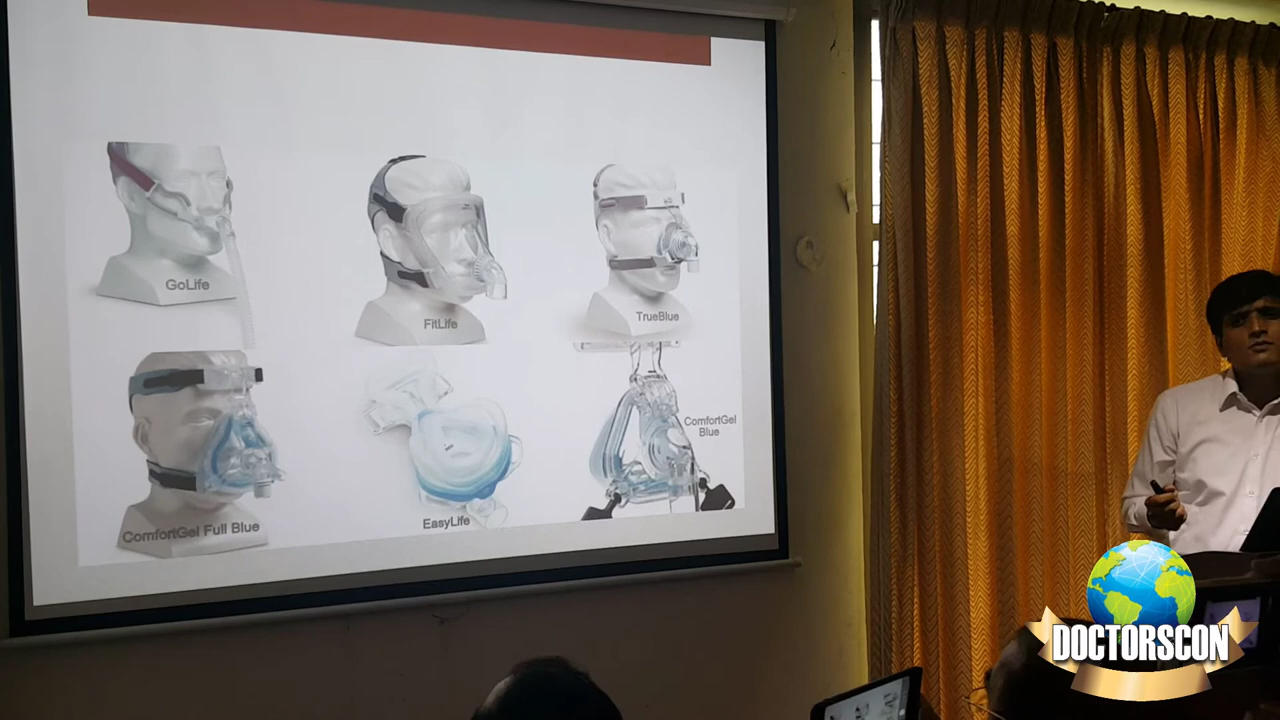 GoLife
FitLife
TrueBlue
ComfortGel Full Blue
EasyLife
ComfortGel
Blue
DOCTORSCON